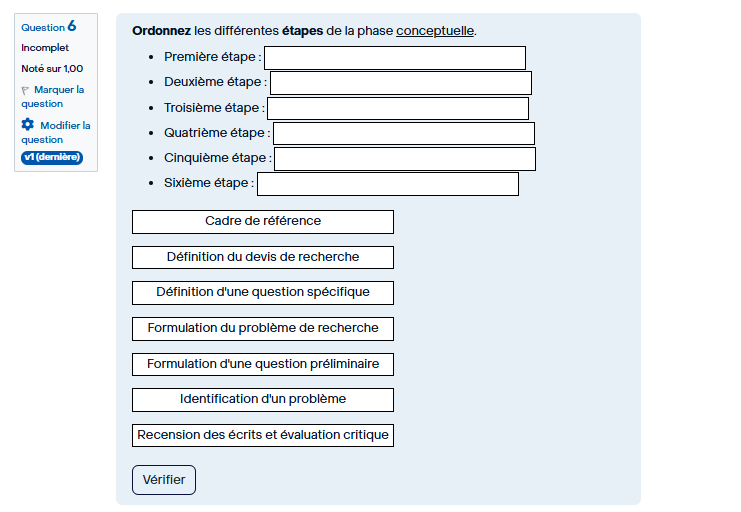 Question 6
Incomplet
Noté sur 1,00
Marquer la
question
Modifier la
question
v1 (dernière)
Ordonnez les différentes étapes de la phase conceptuelle.
• Première étape :
• Deuxième étape :
• Troisième étape :
• Quatrième étape :
• Cinquième étape :
• Sixième étape :
Cadre de référence
Définition du devis de recherche
Définition d'une question spécifique
Formulation du problème de recherche
Formulation d'une question préliminaire
Identification d'un problème
Recension des écrits et évaluation critique
Vérifier